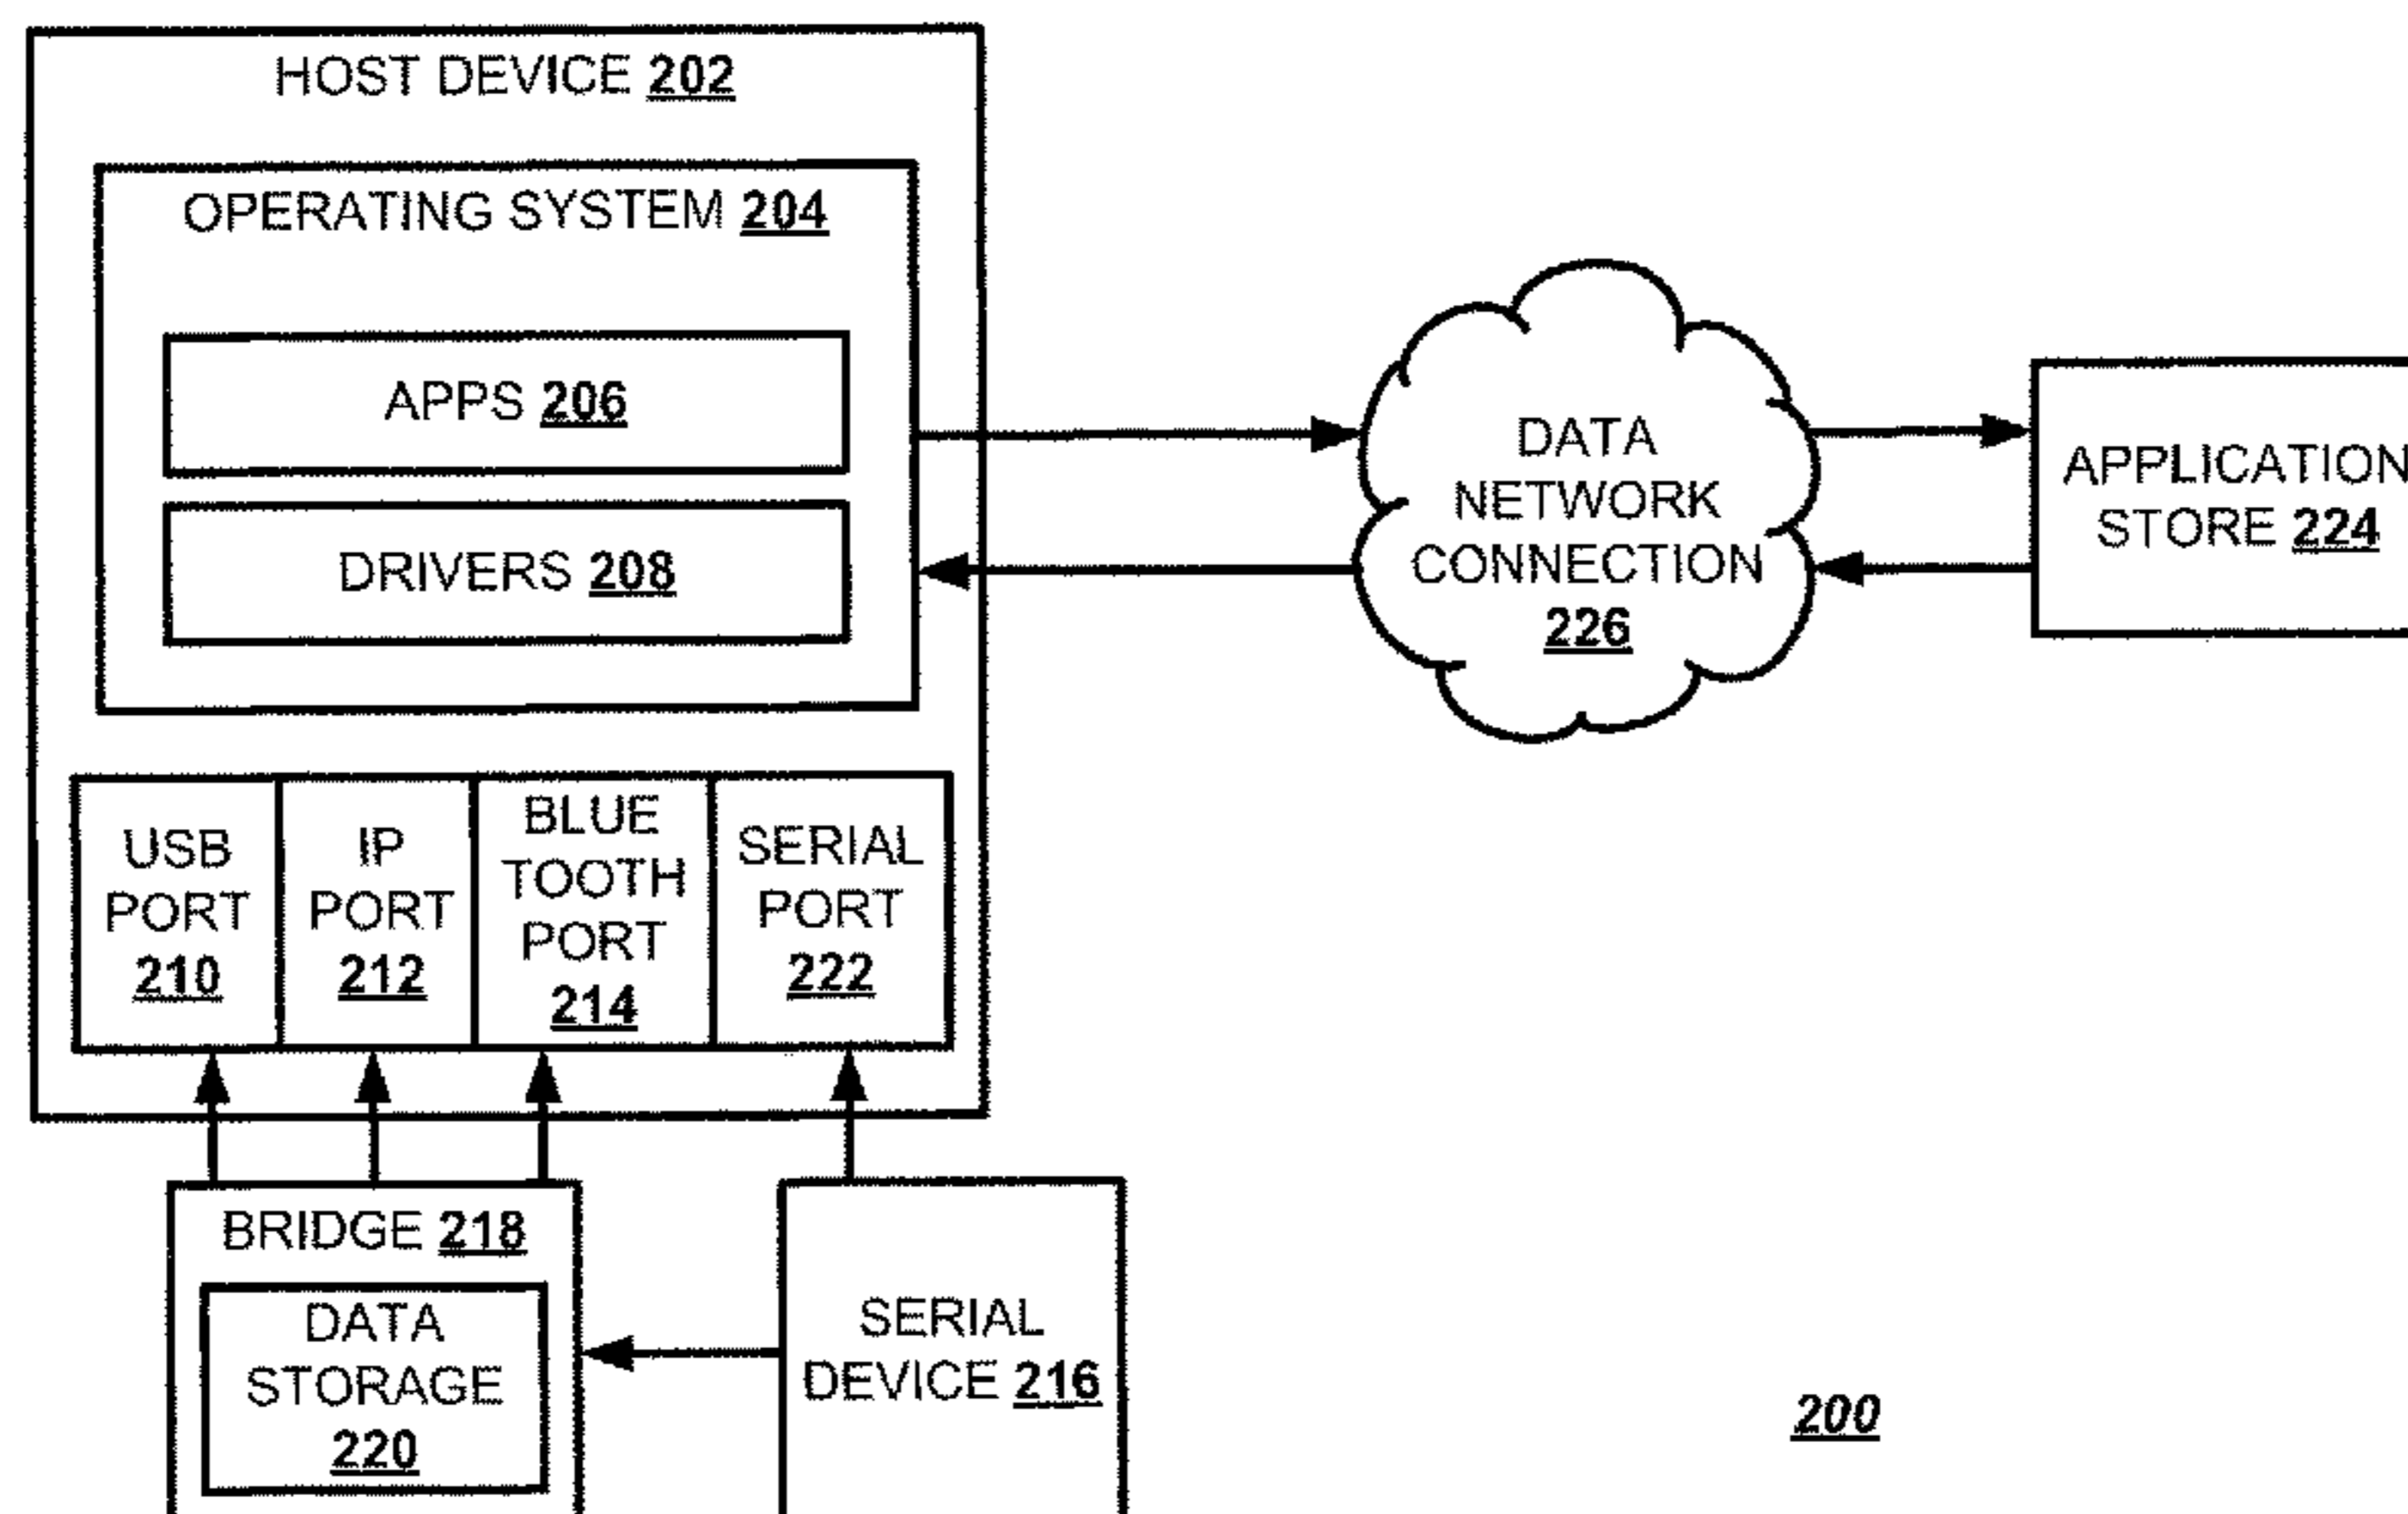 HOST DEVICE 202
OPERATING SYSTEM 204
APPS 206
DRIVERS 208
DATA
NETWORK
CONNECTION
226
APPLICATION
STORE 224
USB
PORT
210
IP
PORT
212
BLUE
TOOTH
PORT
214
SERIAL
PORT
222
BRIDGE 218
DATA
STORAGE
220
SERIAL
DEVICE 216
200